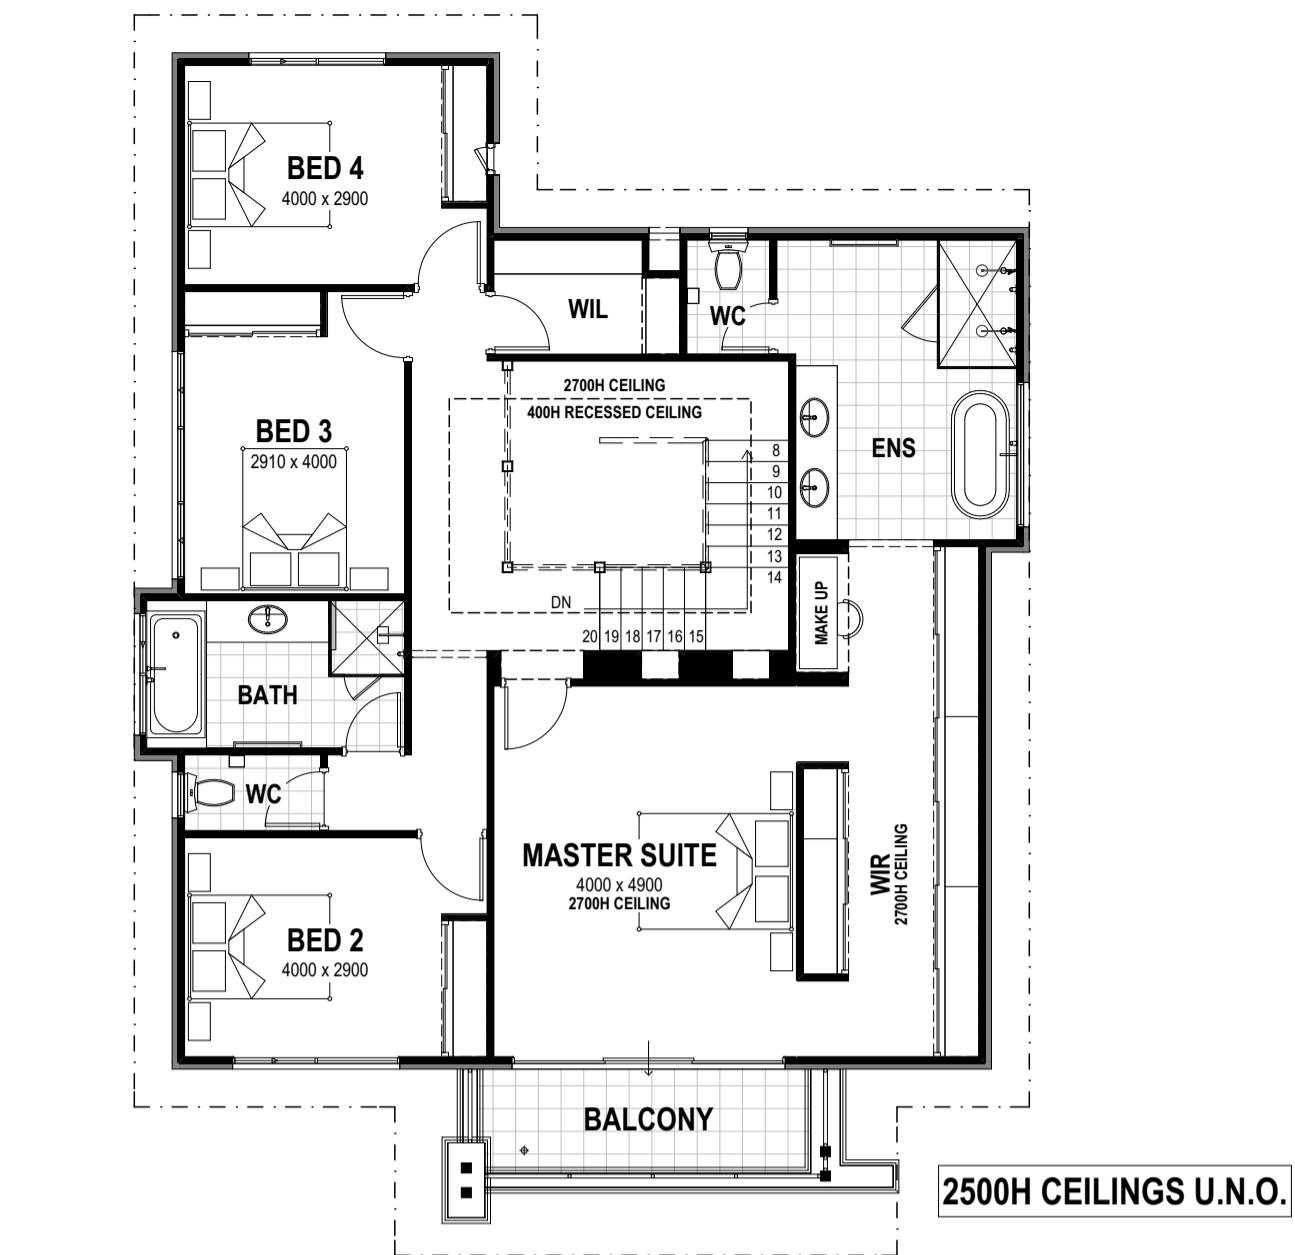 BED 4
4000 x 2900
WIL
WC
2700H CEILING
400H RECESSED CEILING
BED 3
2910 x 4000
ENS
8
9
10
11
12
13
14
DN
20 19 18 17 16 15
MAKE UP
BATH
WC
MASTER SUITE
4000 x 4900
2700H CEILING
WIR
2700H CEILING
BED 2
4000 x 2900
BALCONY
2500H CEILINGS U.N.O.